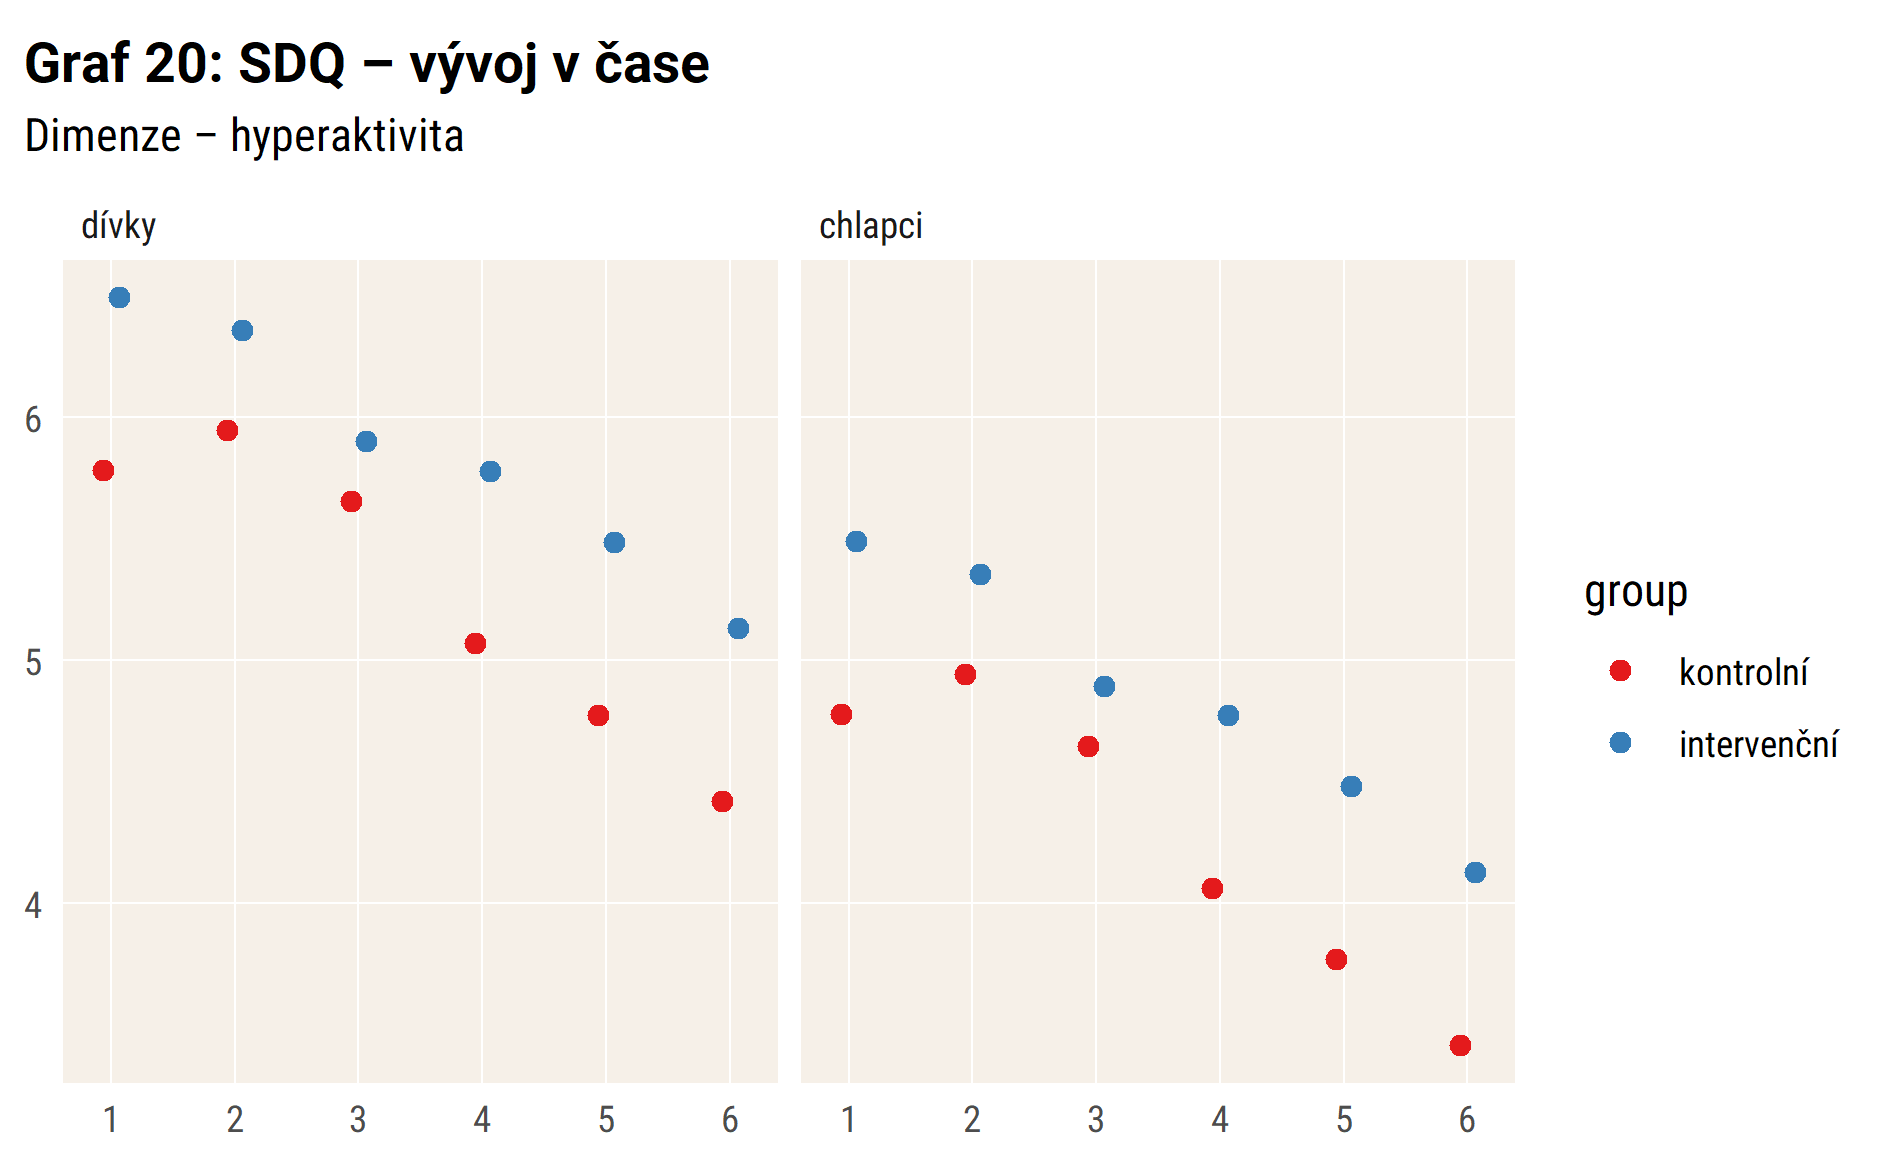 Graf 20: SDQ – vývoj v čase
Dimenze – hyperaktivita
dívky
chlapci
6
5
4
1 2 3 4 5 6
1 2 3 4 5 6
group
kontrolní
intervenční